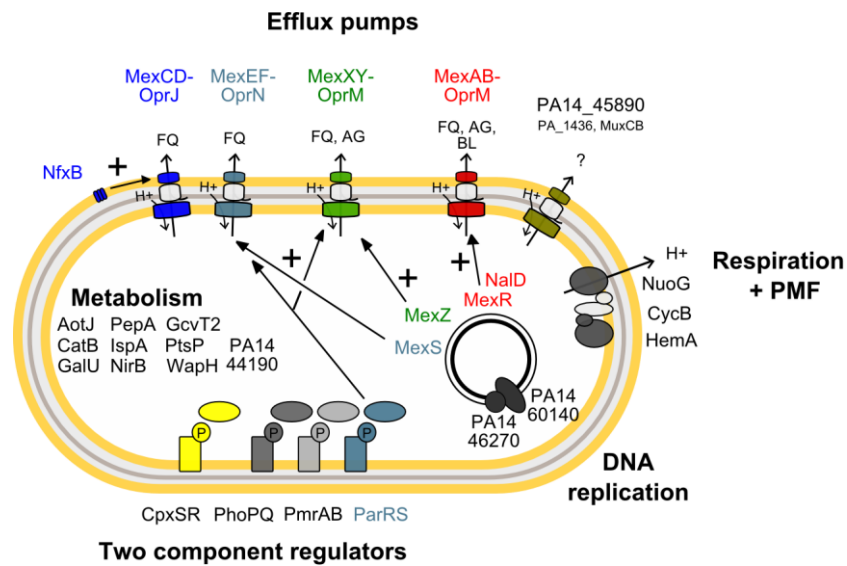 Efflux pumps
MexCD-
OprJ
MexEF-
OprN
MexXY-
OprM
MexAB-
OprM
PA14_45890
PA_1436, MuxCB
FQ
FQ
FQ, AG
FQ, AG,
BL
?
NfxB
+
H+
H+
H+
H+
H+
+
+
+
-
H+
NuoG
CycB
HemA
Respiration
+ PMF
NalD
MexR
MexZ
MexS
Metabolism
AotJ PepA GcvT2
CatB IspA PtsP PA14
GalU NirB WapH 44190
PA14
60140
PA14
46270
P
P
P
P
DNA
replication
CpxSR PhoPQ PmrAB ParRS
Two component regulators